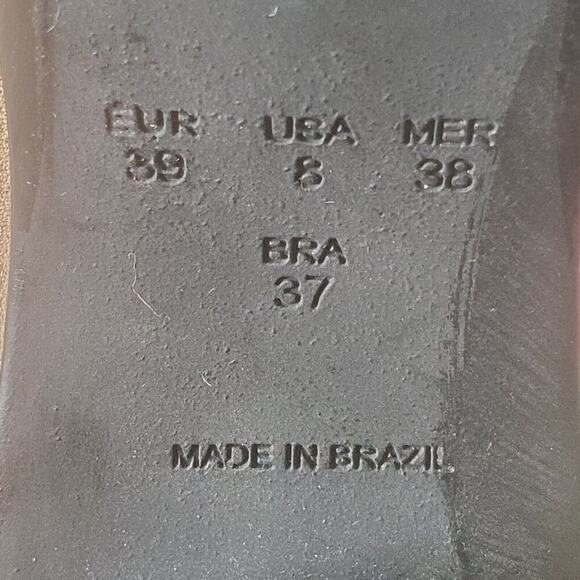 EUR USA MER
39 8 38
BRA
37
MADE IN BRAZIL